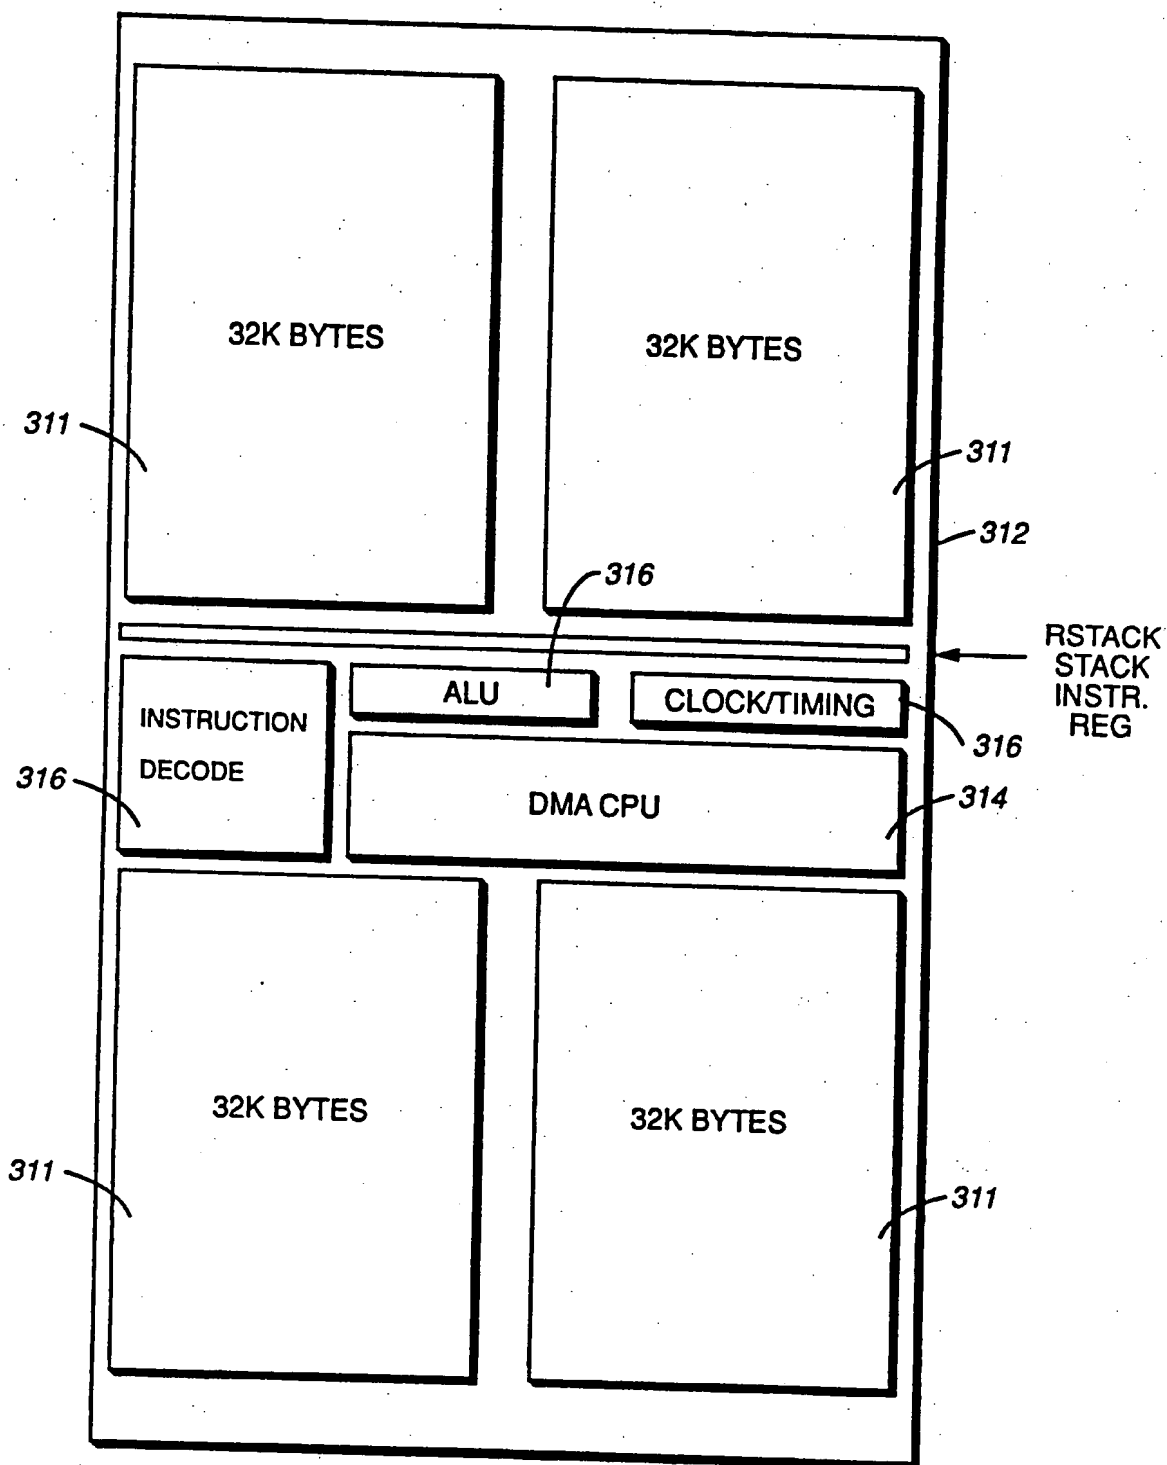 32K BYTES
32K BYTES
311
311
312
316
RSTACK
STACK
INSTR.
REG
ALU
CLOCK/TIMING
INSTRUCTION
DECODE
316
316
DMA CPU
314
32K BYTES
32K BYTES
311
311